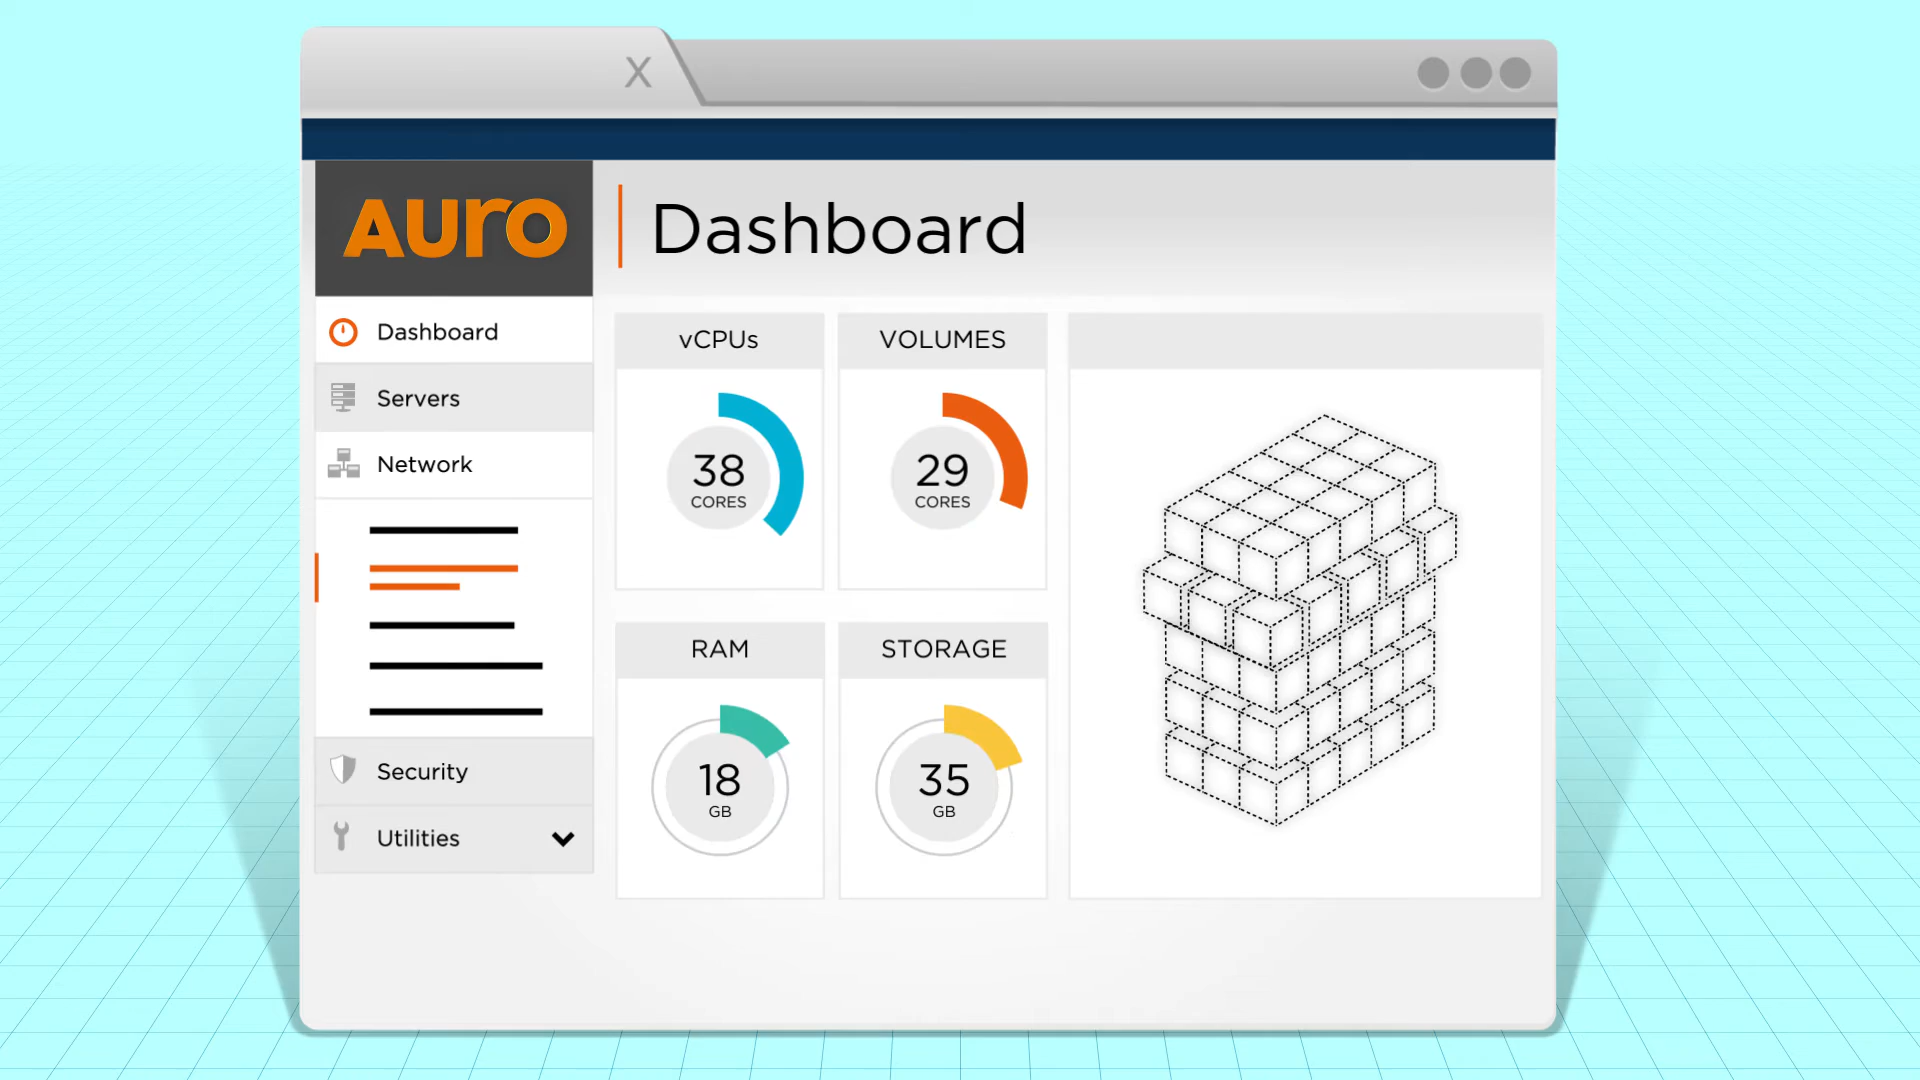 X
AURO
Dashboard
Dashboard
Servers
Network
Security
Utilities
vCPUs
38
CORES
VOLUMES
29
CORES
RAM
18
GB
STORAGE
35
GB